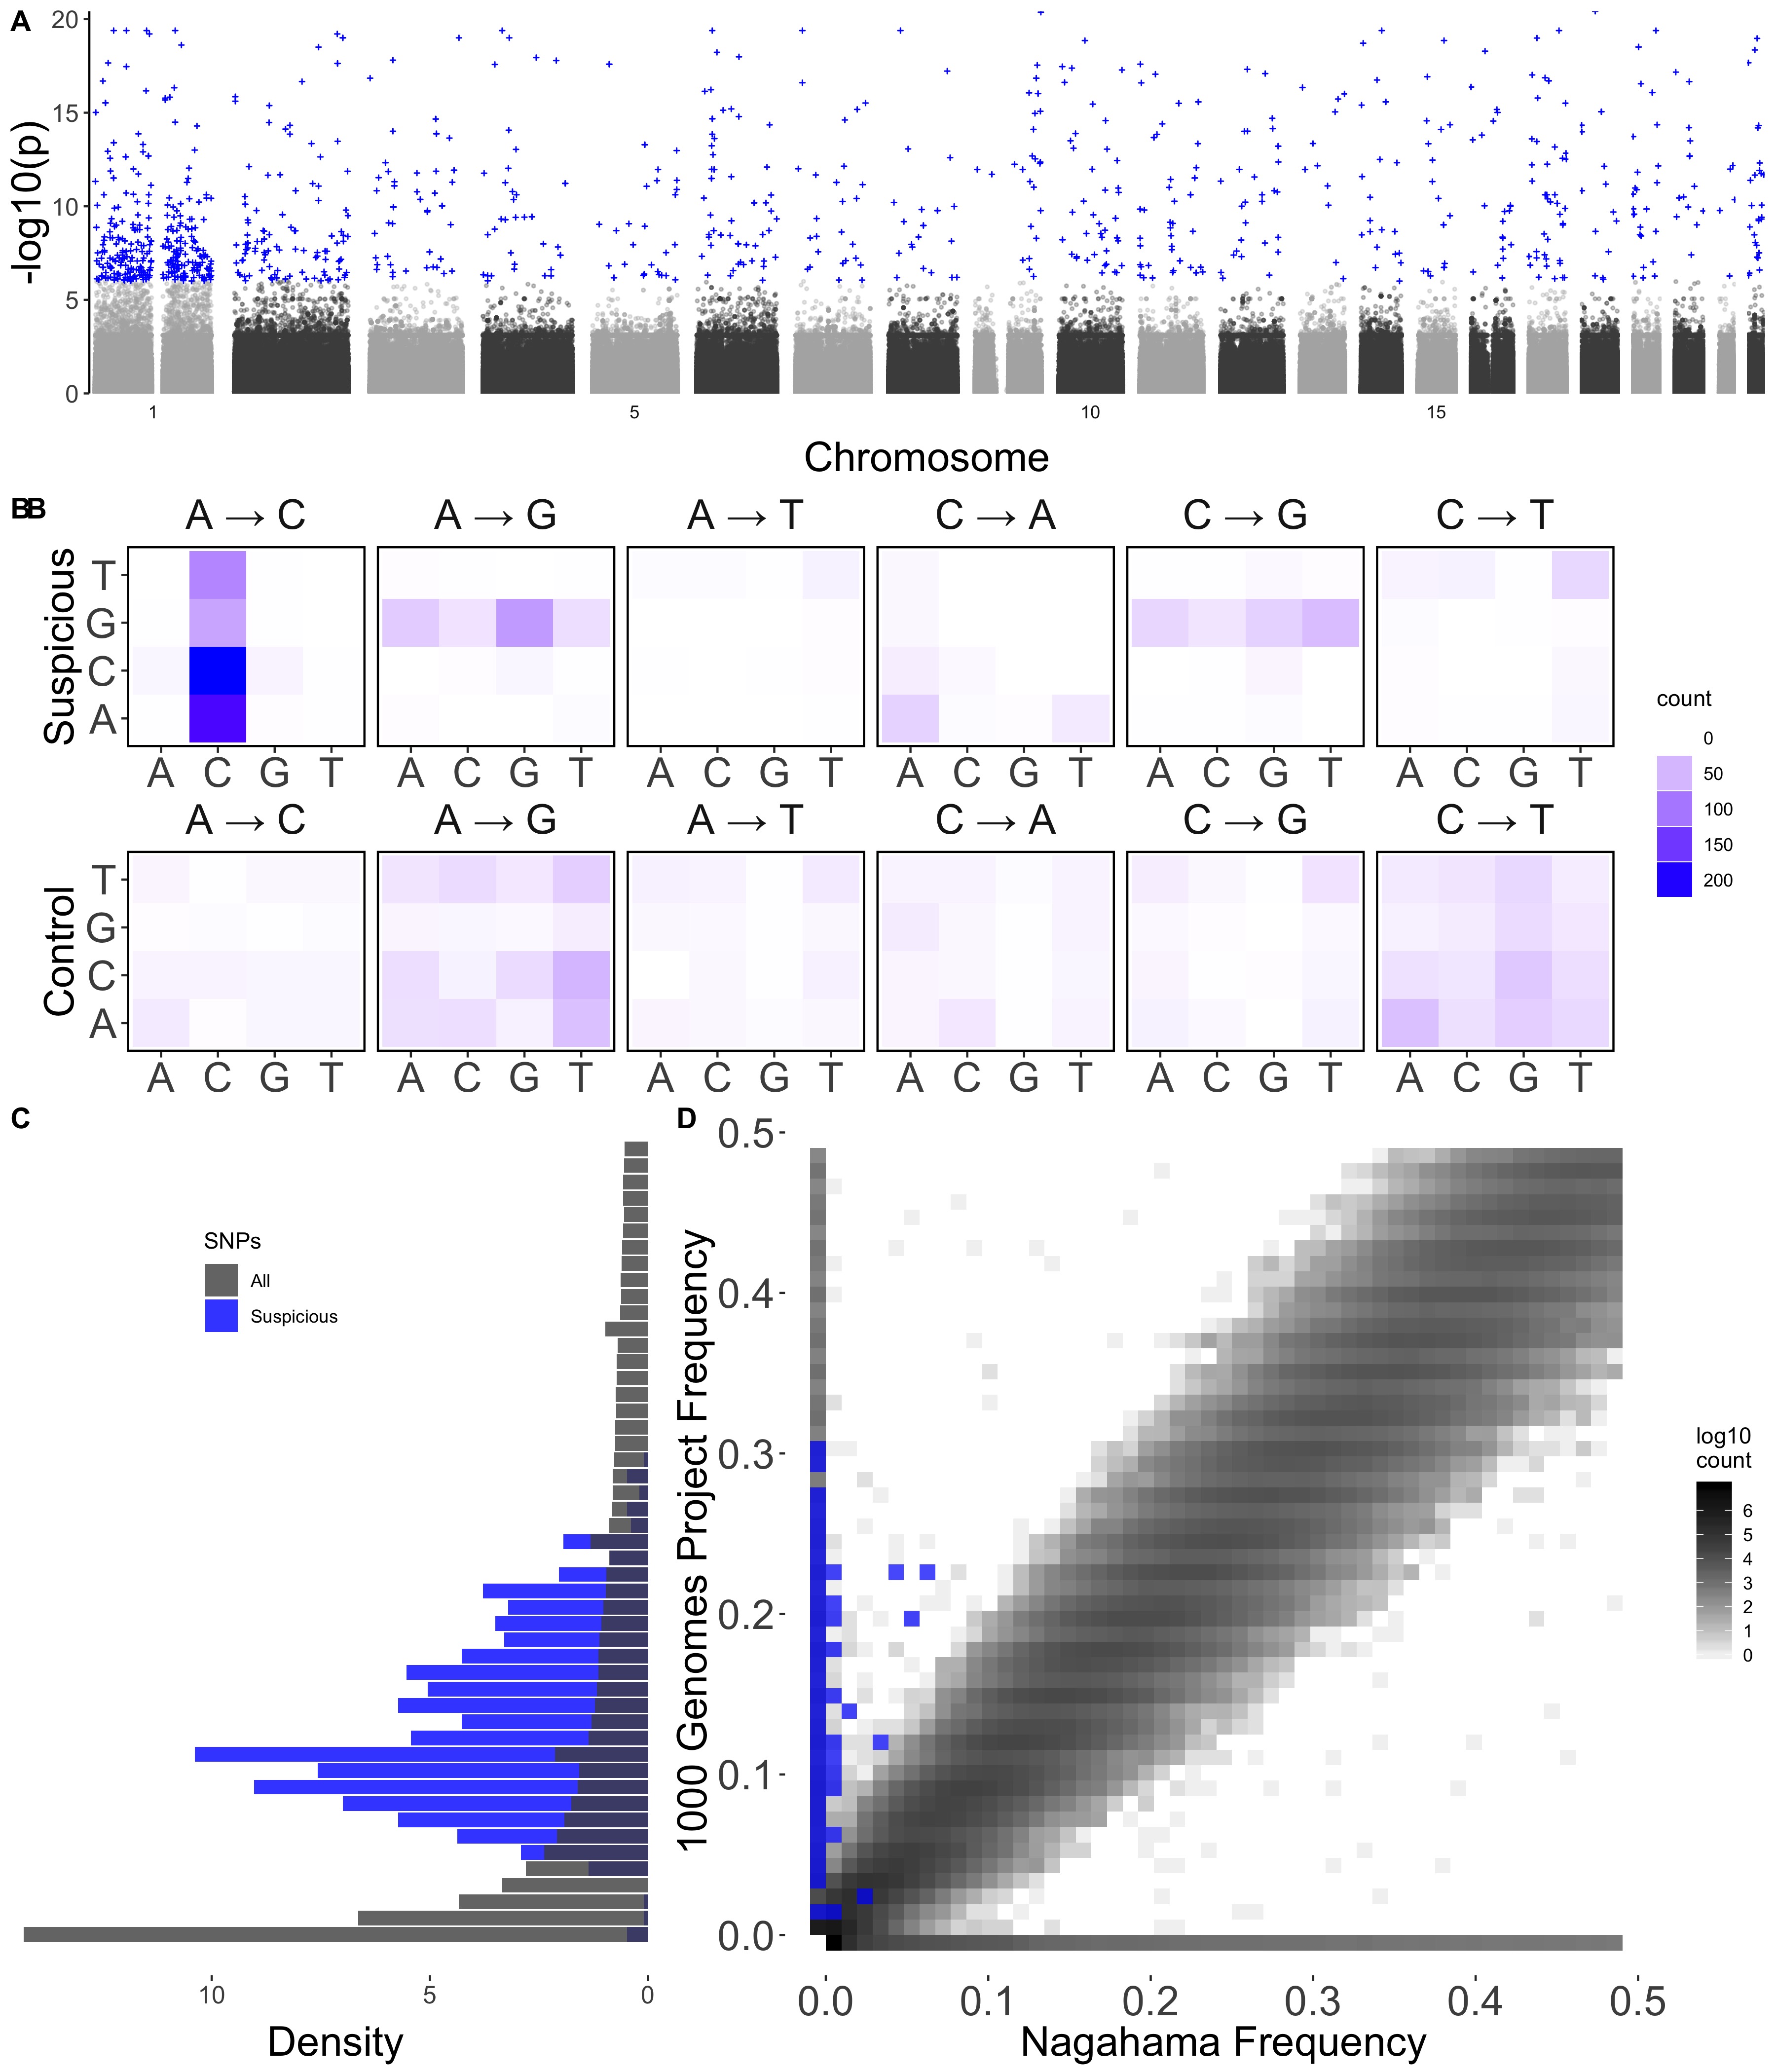 A
20
15
10
5
0
-log10(p)
1 5 10 15
Chromosome
BB
A → C A → G A → T C → A C → G C → T
Suspicious
T
G
C
A
A C G T A C G T A C G T A C G T A C G T A C G T
A → C A → G A → T C → A C → G C → T
Control
T
G
C
A
A C G T A C G T A C G T A C G T A C G T A C G T
count
0
50
100
150
200
C
SNPs
All
Suspicious
10 5 0
Density
D
0.5
0.4
0.3
0.2
0.1
0.0
1000 Genomes Project Frequency
0.0 0.1 0.2 0.3 0.4 0.5
Nagahama Frequency
log10
count
6
5
4
3
2
1
0